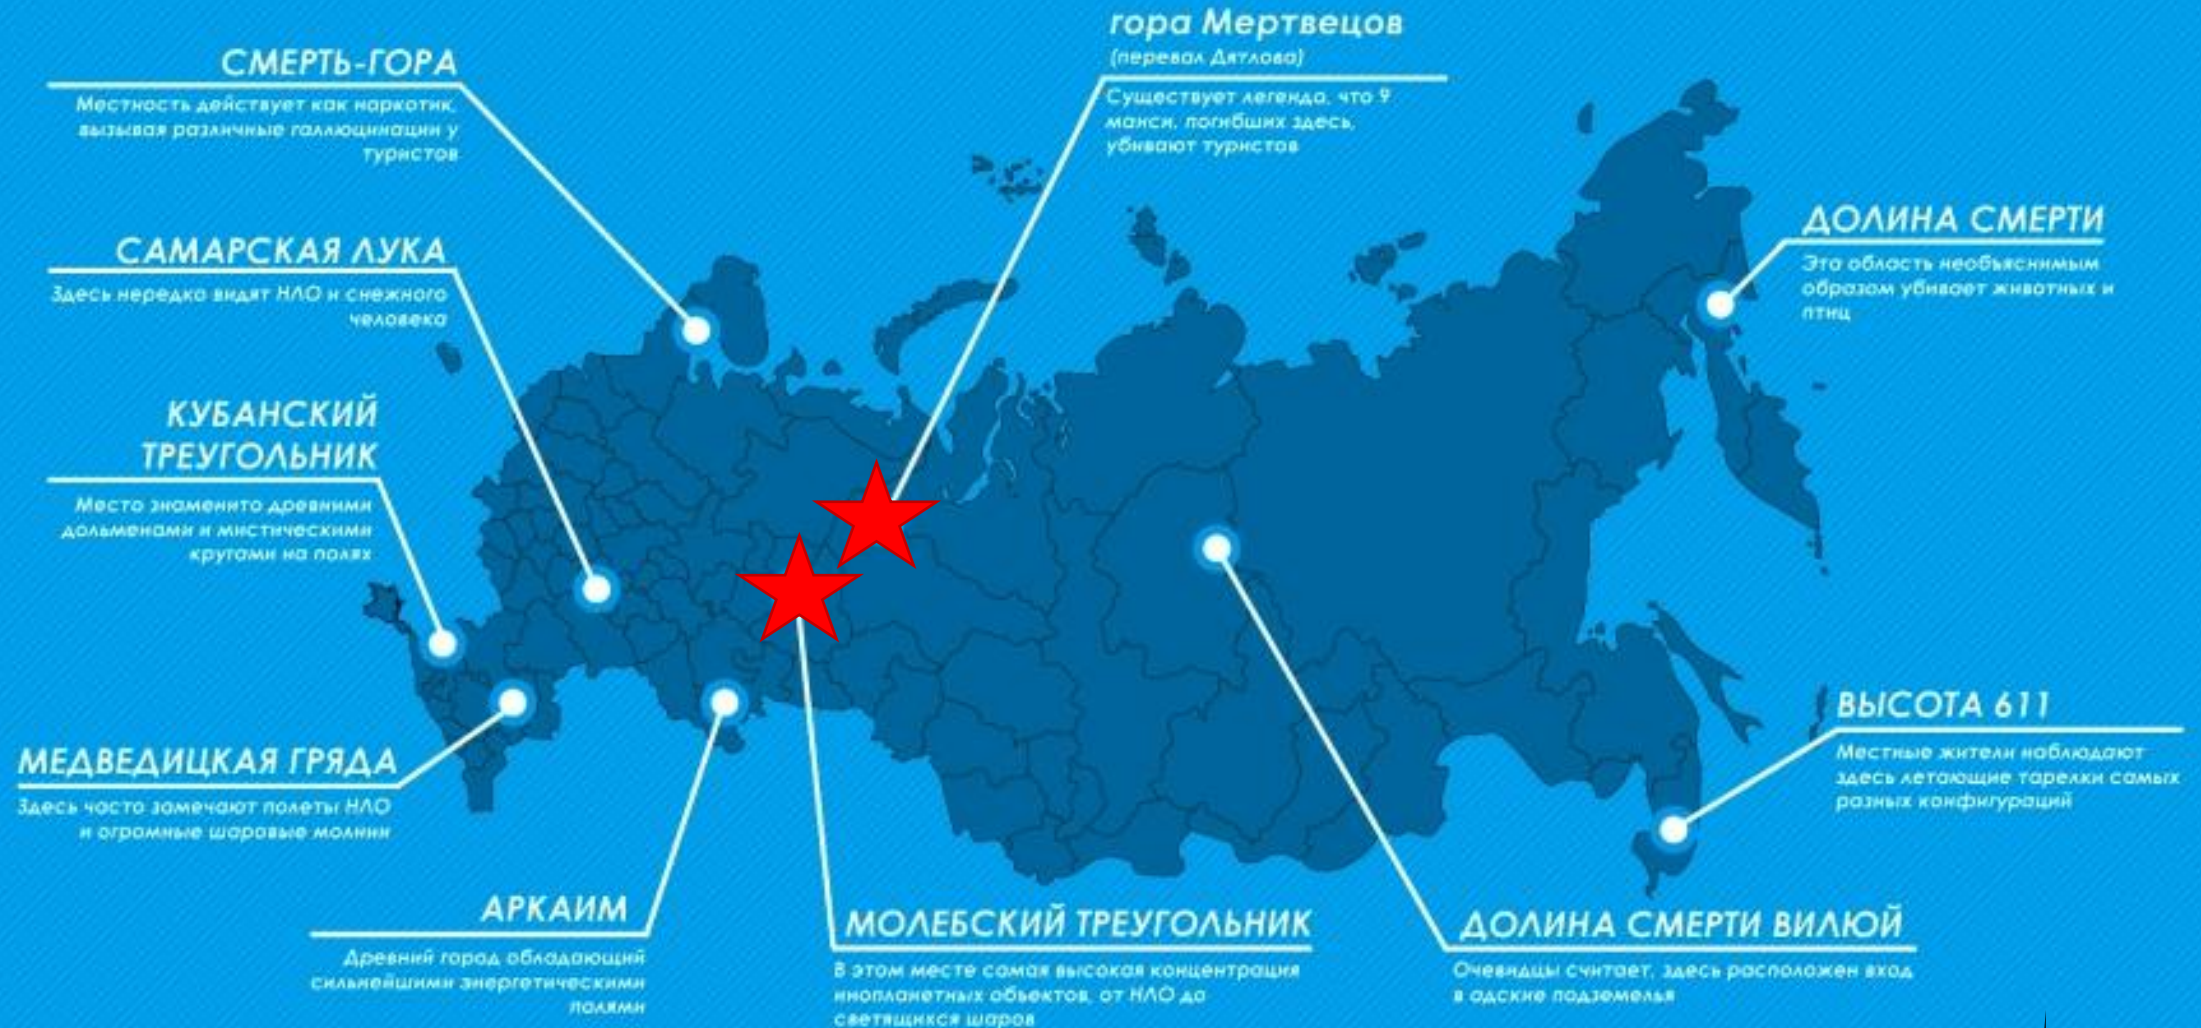 СМЕРТЬ-ГОРА
Местность действует как наркотик,
вызывая различные галлюцинации у
туристов
гора Мертвецов
(перевал Дятлова)
Существует легенда, что 9
манси, погибших здесь,
убивают туристов
САМАРСКАЯ ЛУКА
Здесь нередко видят НЛО и снежного
человека
ДОЛИНА СМЕРТИ
Эта область необъяснимым
образом убивает животных и
птиц
КУБАНСКИЙ
ТРЕУГОЛЬНИК
Место знаменито древними
дольменами и мистическими
кругами на полях
МЕДВЕДИЦКАЯ ГРЯДА
Здесь часто замечают полеты НЛО
и огромные шаровые молнии
ВЫСОТА 611
Местные жители наблюдают
здесь летающие тарелки самых
разных конфигураций
АРКАИМ
Древний город обладающий
сильнейшими энергетическими
полями
МОЛЕБСКИЙ ТРЕУГОЛЬНИК
В этом месте самая высокая концентрация
инопланетных объектов, от НЛО до
светящихся шаров
ДОЛИНА СМЕРТИ ВИЛЮЙ
Очевидцы считает, здесь расположен вход
в адские подземелья